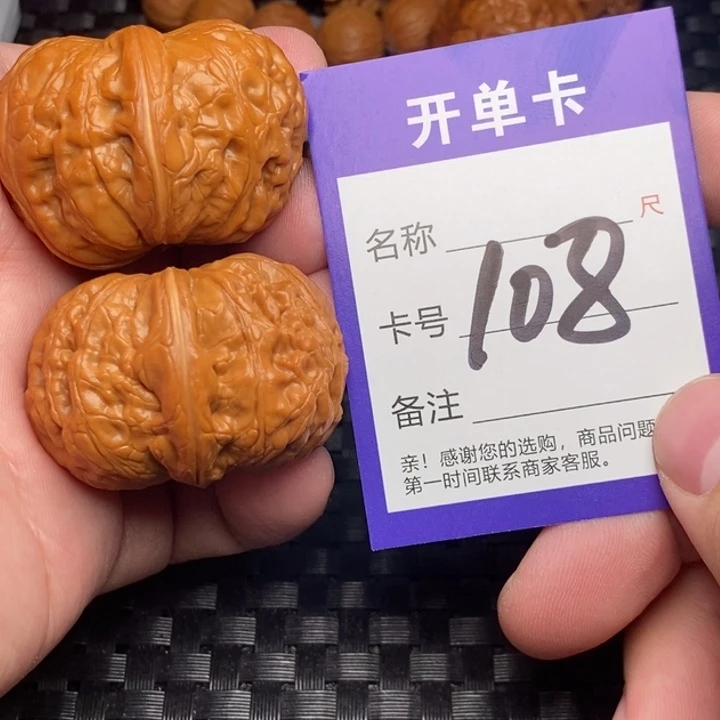 开单卡
名称 尺
卡号 108
备注
亲！感谢您的选购，商品问题
第一时间联系商家客服。